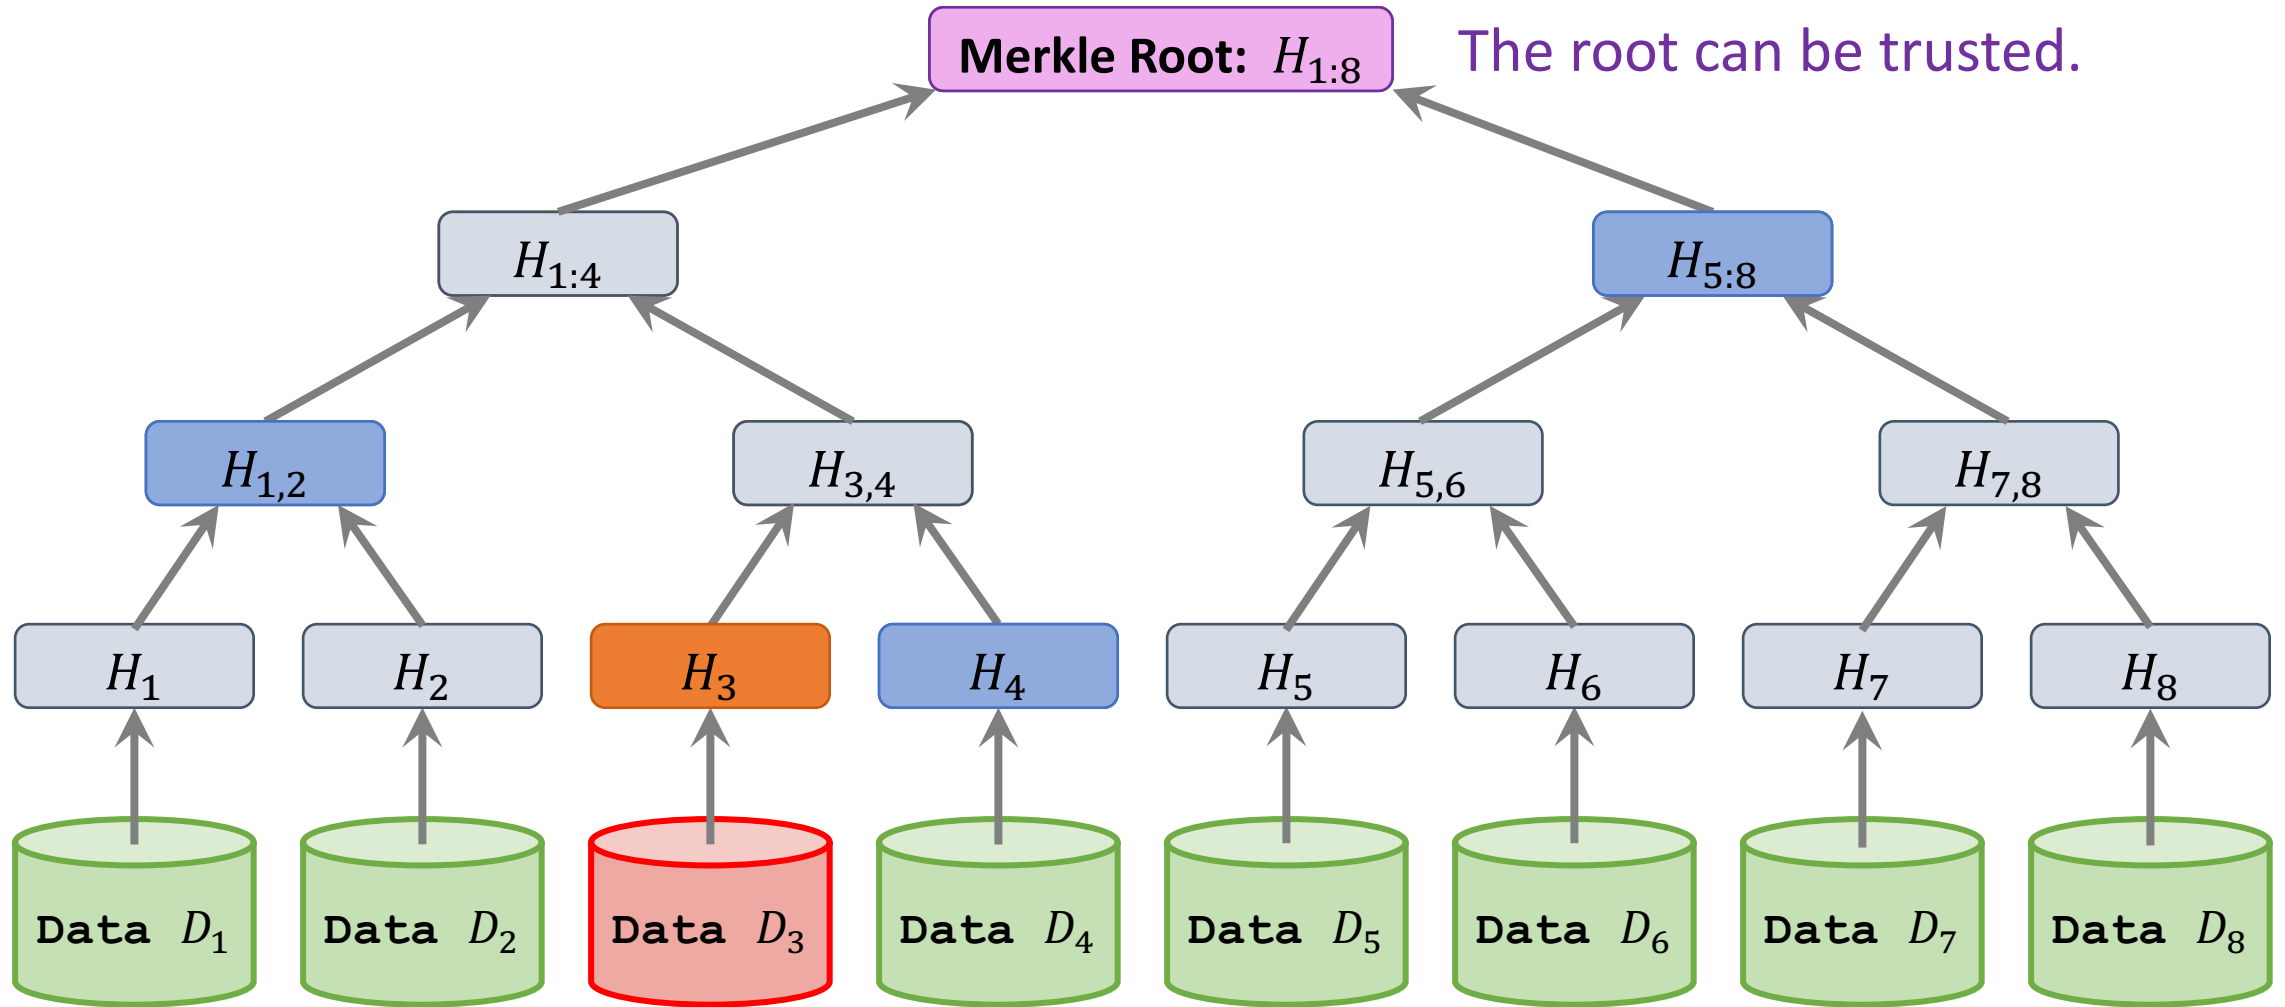 Merkle Root: H₁:₈
The root can be trusted.
H₁:₄
H₅:₈
H₁,₂
H₃,₄
H₅,₆
H₇,₈
H₁
H₂
H₃
H₄
H₅
H₆
H₇
H₈
Data D₁
Data D₂
Data D₃
Data D₄
Data D₅
Data D₆
Data D₇
Data D₈